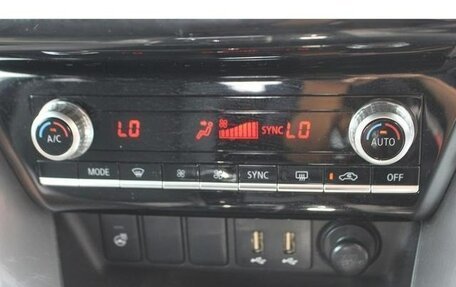 LO SYNC LO
A/C AUTO
MODE SYNC OFF